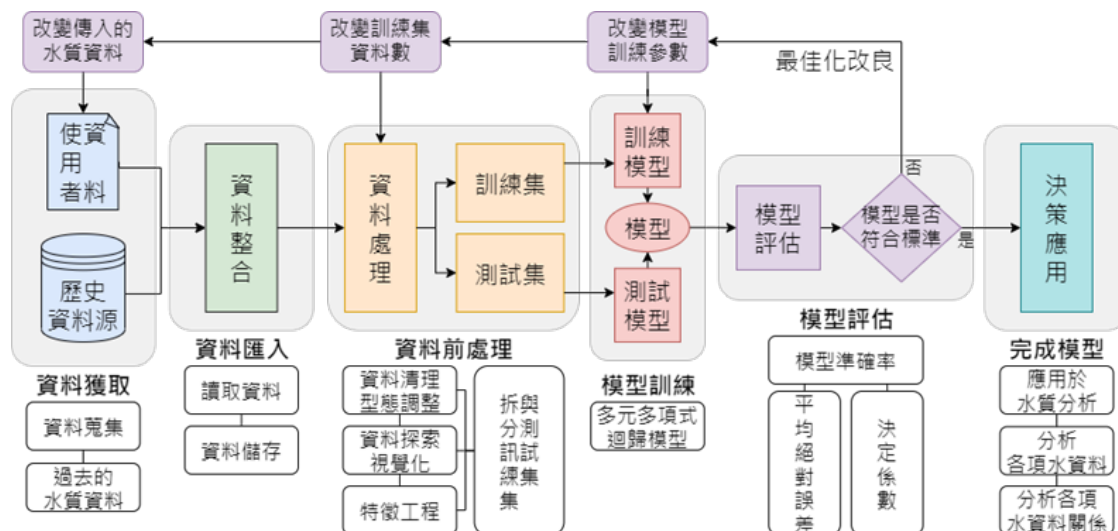 改變傳入的
水質資料
改變訓練集
資料數
改變模型
訓練參數
最佳化改良
使資
用
者料
歷史
資料源
資料整合
資料處理
訓練集
測試集
訓練
模型
模型
測試
模型
模型
評估
模型是否
符合標準
否
是
決策應用
資料獲取
資料蒐集
過去的
水質資料
資料匯入
讀取資料
資料儲存
資料前處理
資料清理
型態調整
資料探索
視覺化
特徵工程
拆與
分測
訊試
練集
集
模型訓練
多元多項式
迴歸模型
模型評估
模型準確率
平均絕對誤差
決定係數
完成模型
應用於
水質分析
分析
各項水資料
分析各項
水資料關係